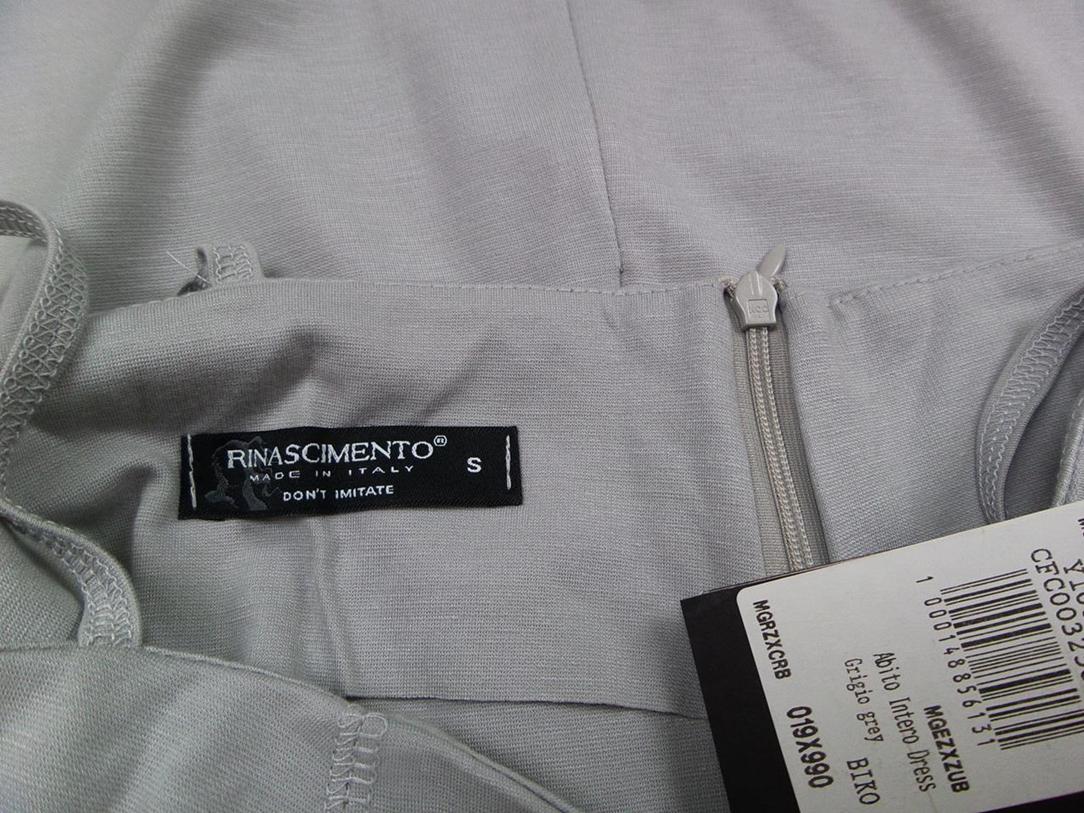 RINASCIMENTO®
MADE IN ITALY
DON'T IMITATE
S
1 000148856131
MGEZXZUB
Abito Intero Dress
Grigio grey BIKO
MGRZXCRB 019X990